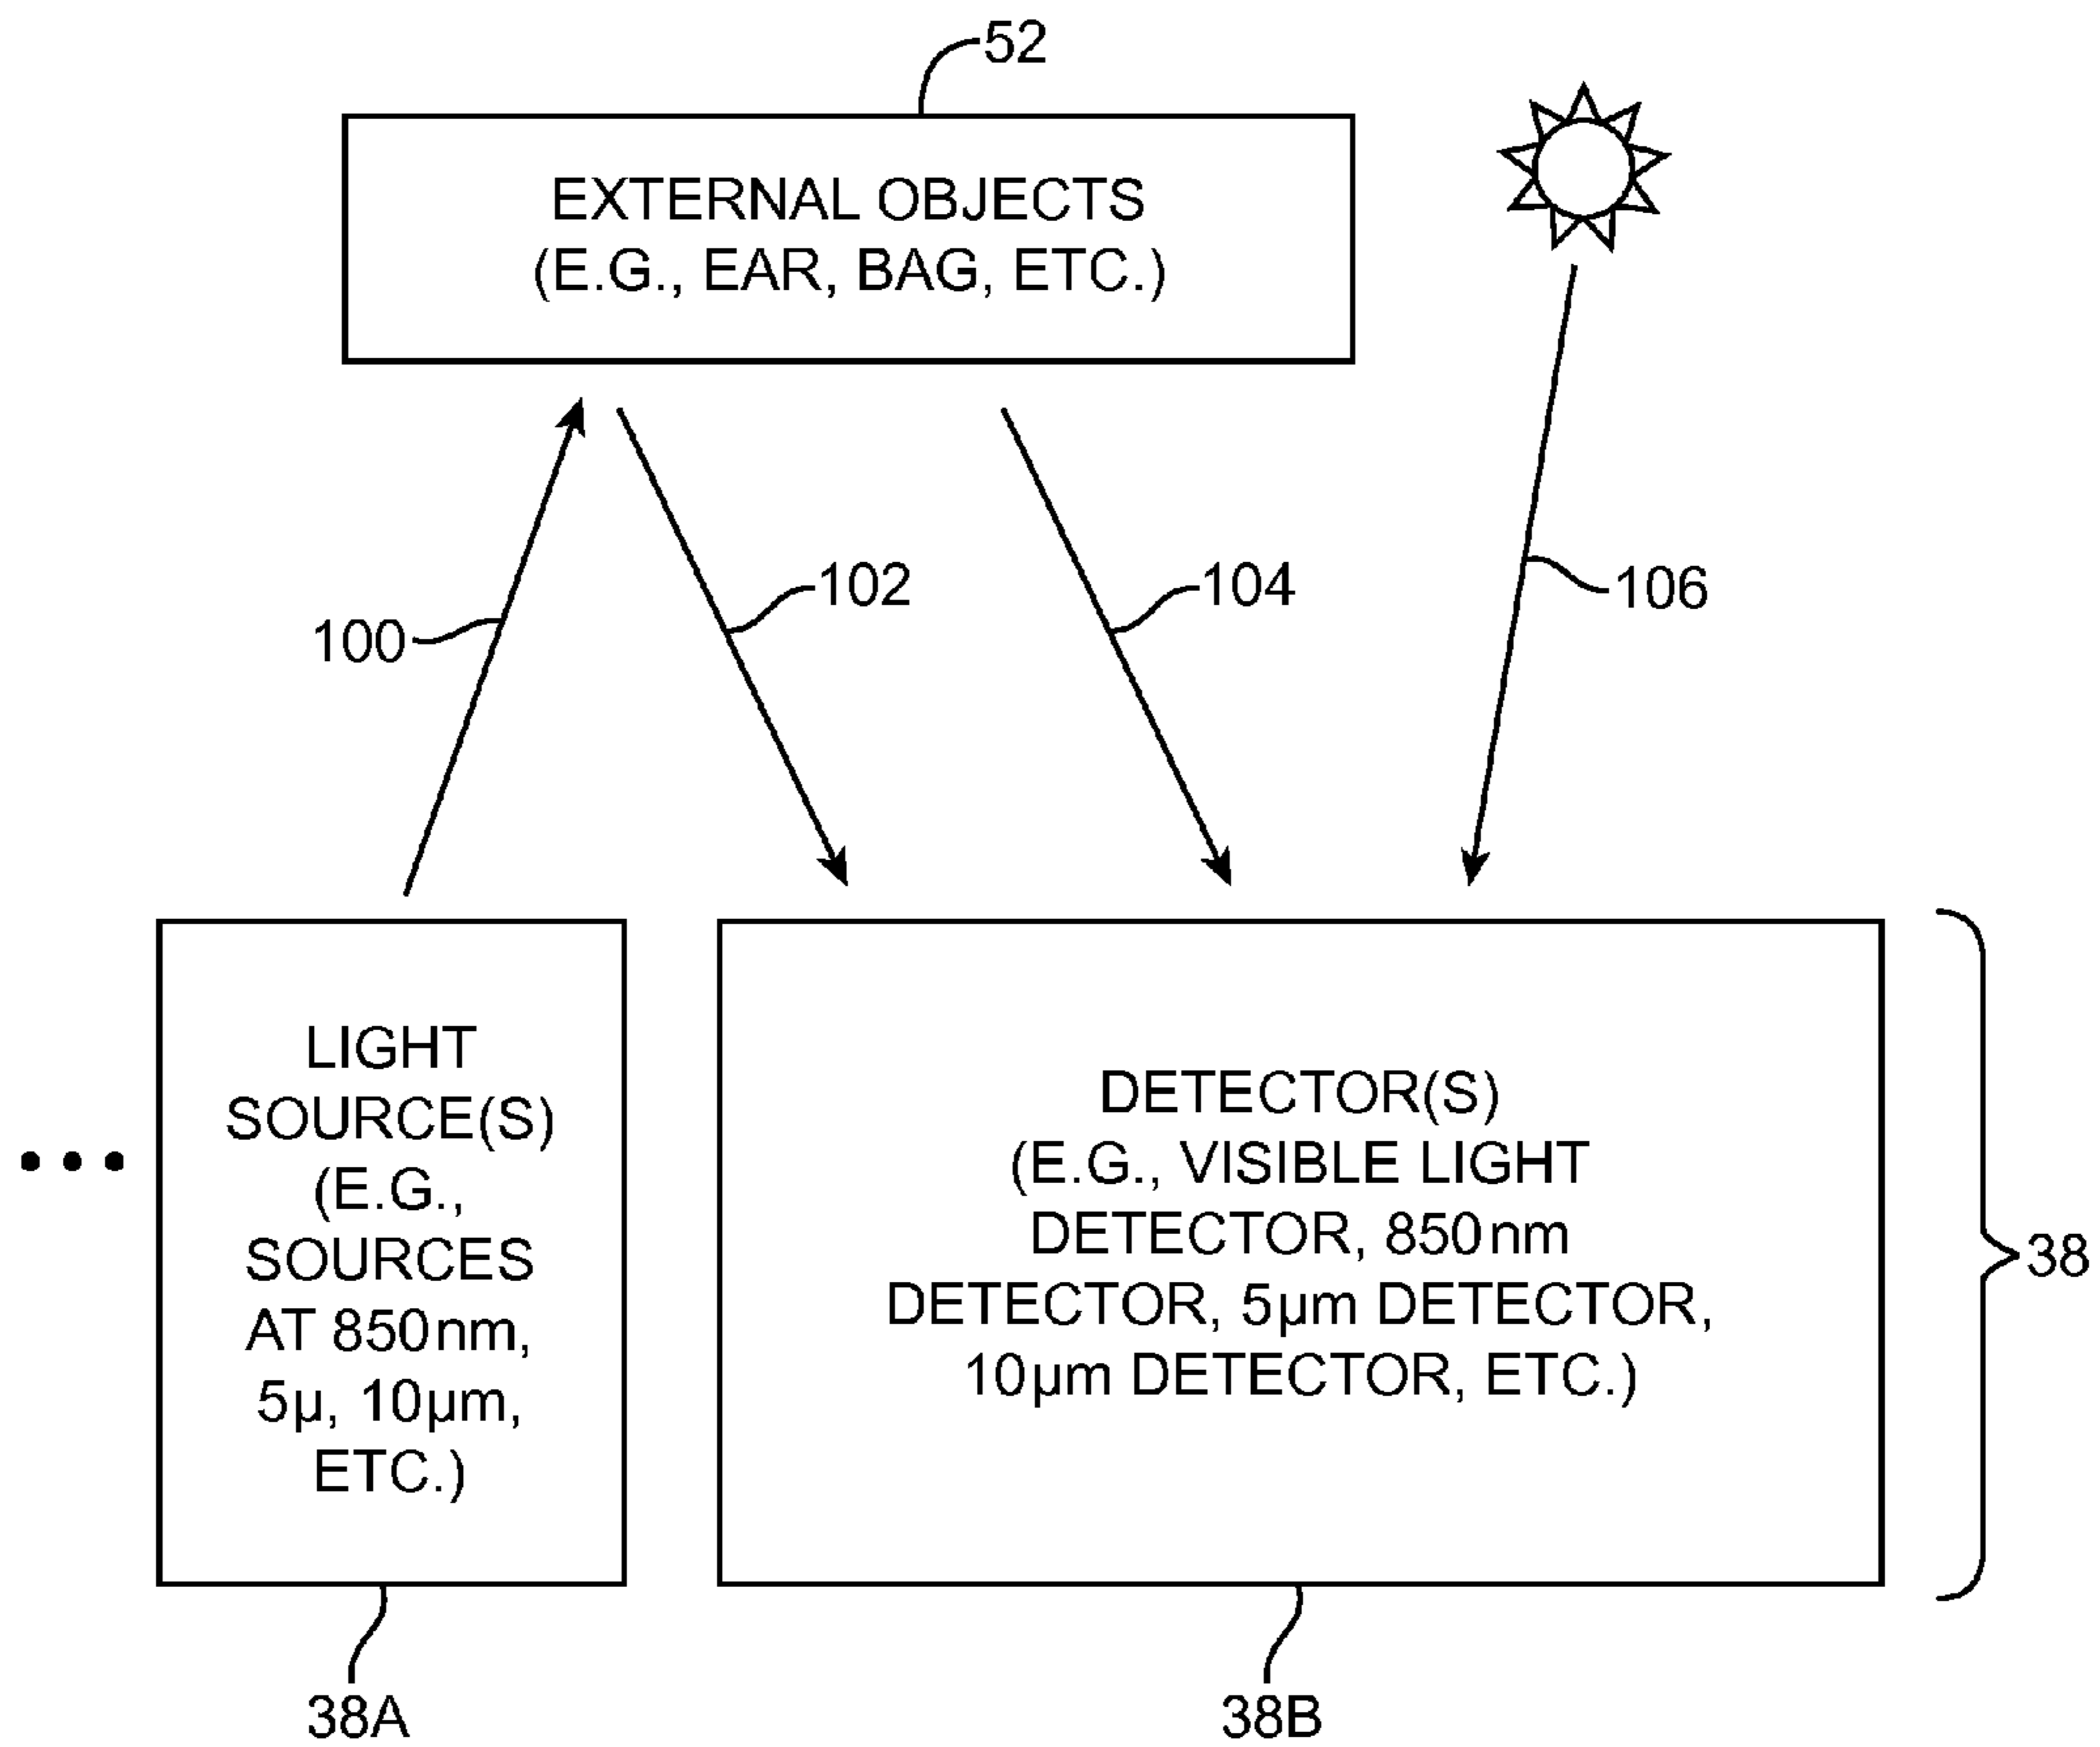 52
EXTERNAL OBJECTS
(E.G., EAR, BAG, ETC.)
100
102
104
106
LIGHT
SOURCE(S)
(E.G.,
SOURCES
AT 850nm,
5µ, 10µm,
ETC.)
DETECTOR(S)
(E.G., VISIBLE LIGHT
DETECTOR, 850nm
DETECTOR, 5µm DETECTOR,
10µm DETECTOR, ETC.)
38
38A
38B